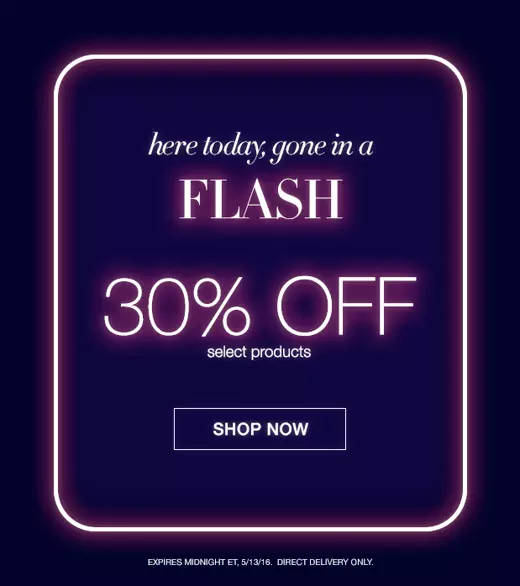 here today, gone in a
FLASH
30% OFF
select products
SHOP NOW
EXPIRES MIDNIGHT ET, 5/13/16. DIRECT DELIVERY ONLY.